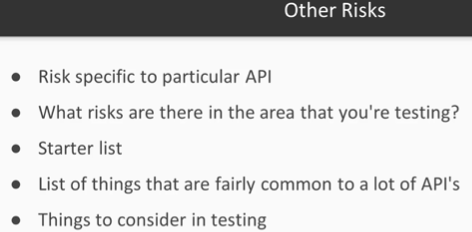 Other Risks
● Risk specific to particular API
● What risks are there in the area that you're testing?
● Starter list
● List of things that are fairly common to a lot of API's
● Things to consider in testing